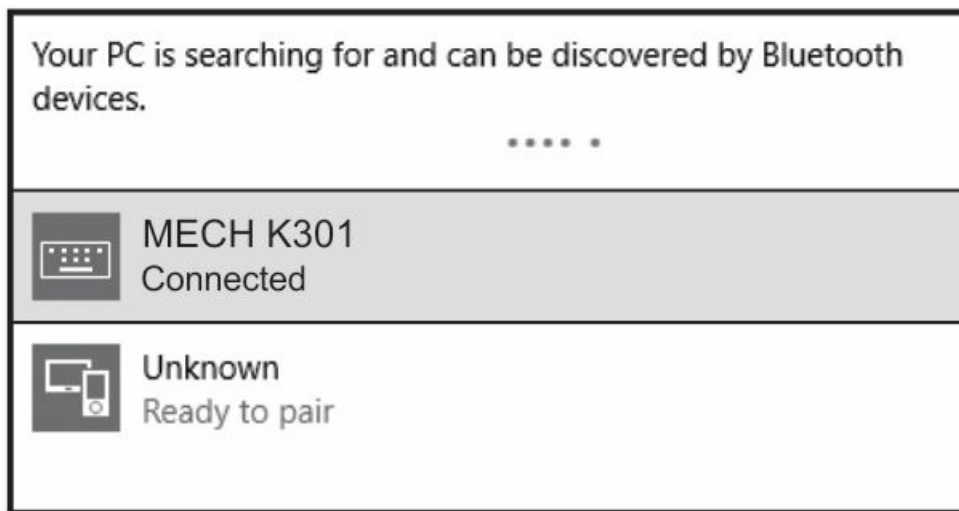 Your PC is searching for and can be discovered by Bluetooth
devices.
MECH K301
Connected
Unknown
Ready to pair